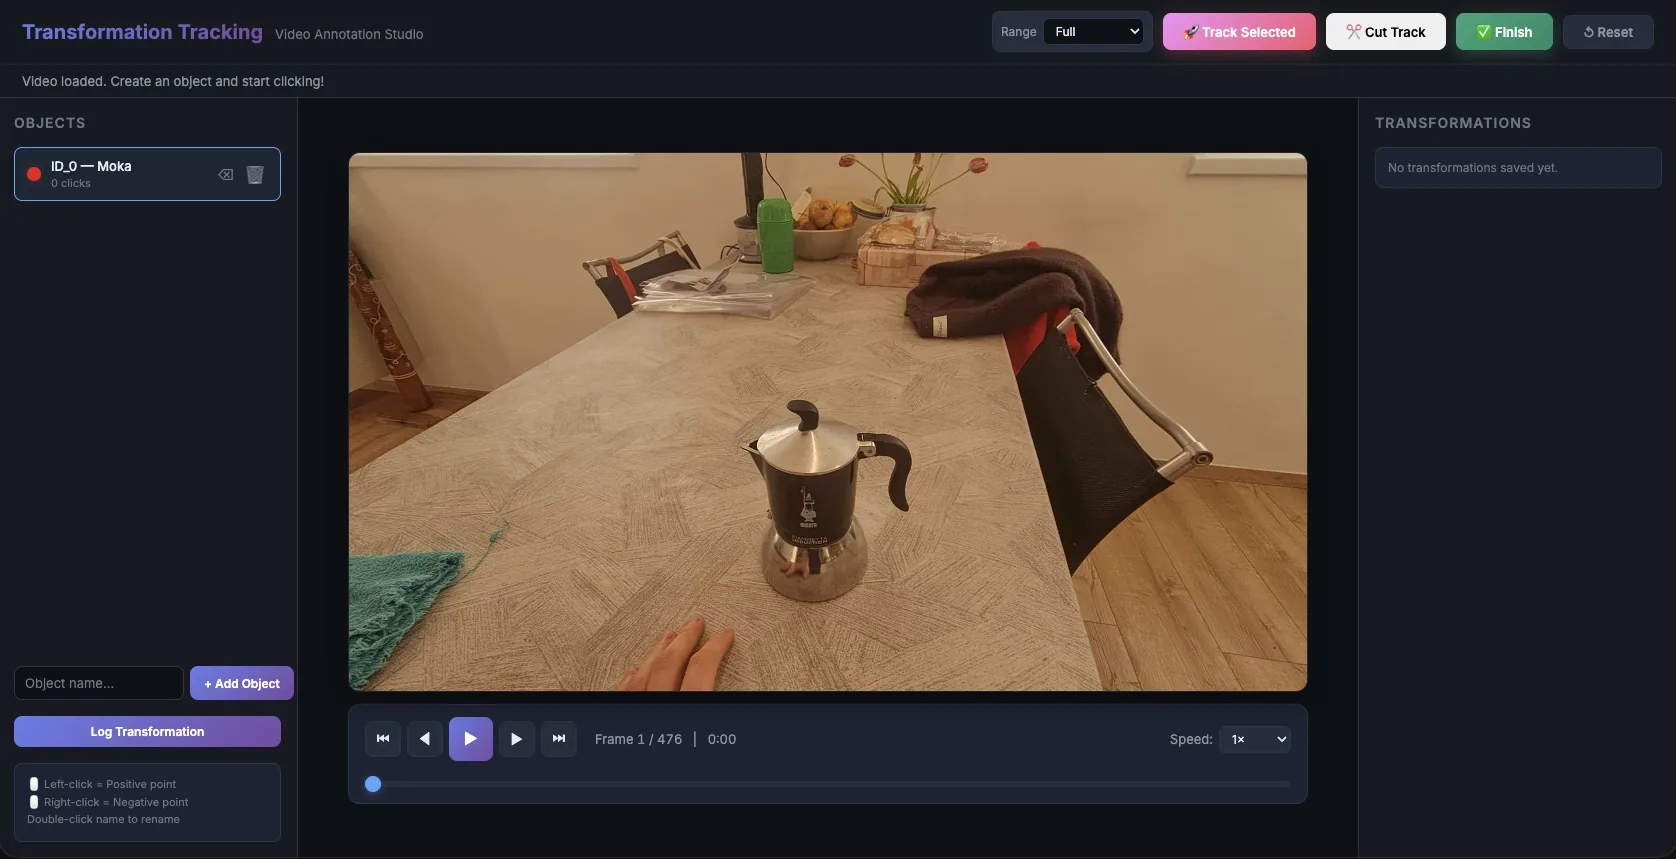 Transformation Tracking Video Annotation Studio
Range Full 🚀 Track Selected ✂️ Cut Track ✅ Finish ↺ Reset
Video loaded. Create an object and start clicking!
OBJECTS
ID_0 — Moka
0 clicks
Object name...
+ Add Object
Log Transformation
Left-click = Positive point
Right-click = Negative point
Double-click name to rename
BIALETTI
INDUCTION
Frame 1 / 476 | 0:00
Speed: 1×
TRANSFORMATIONS
No transformations saved yet.